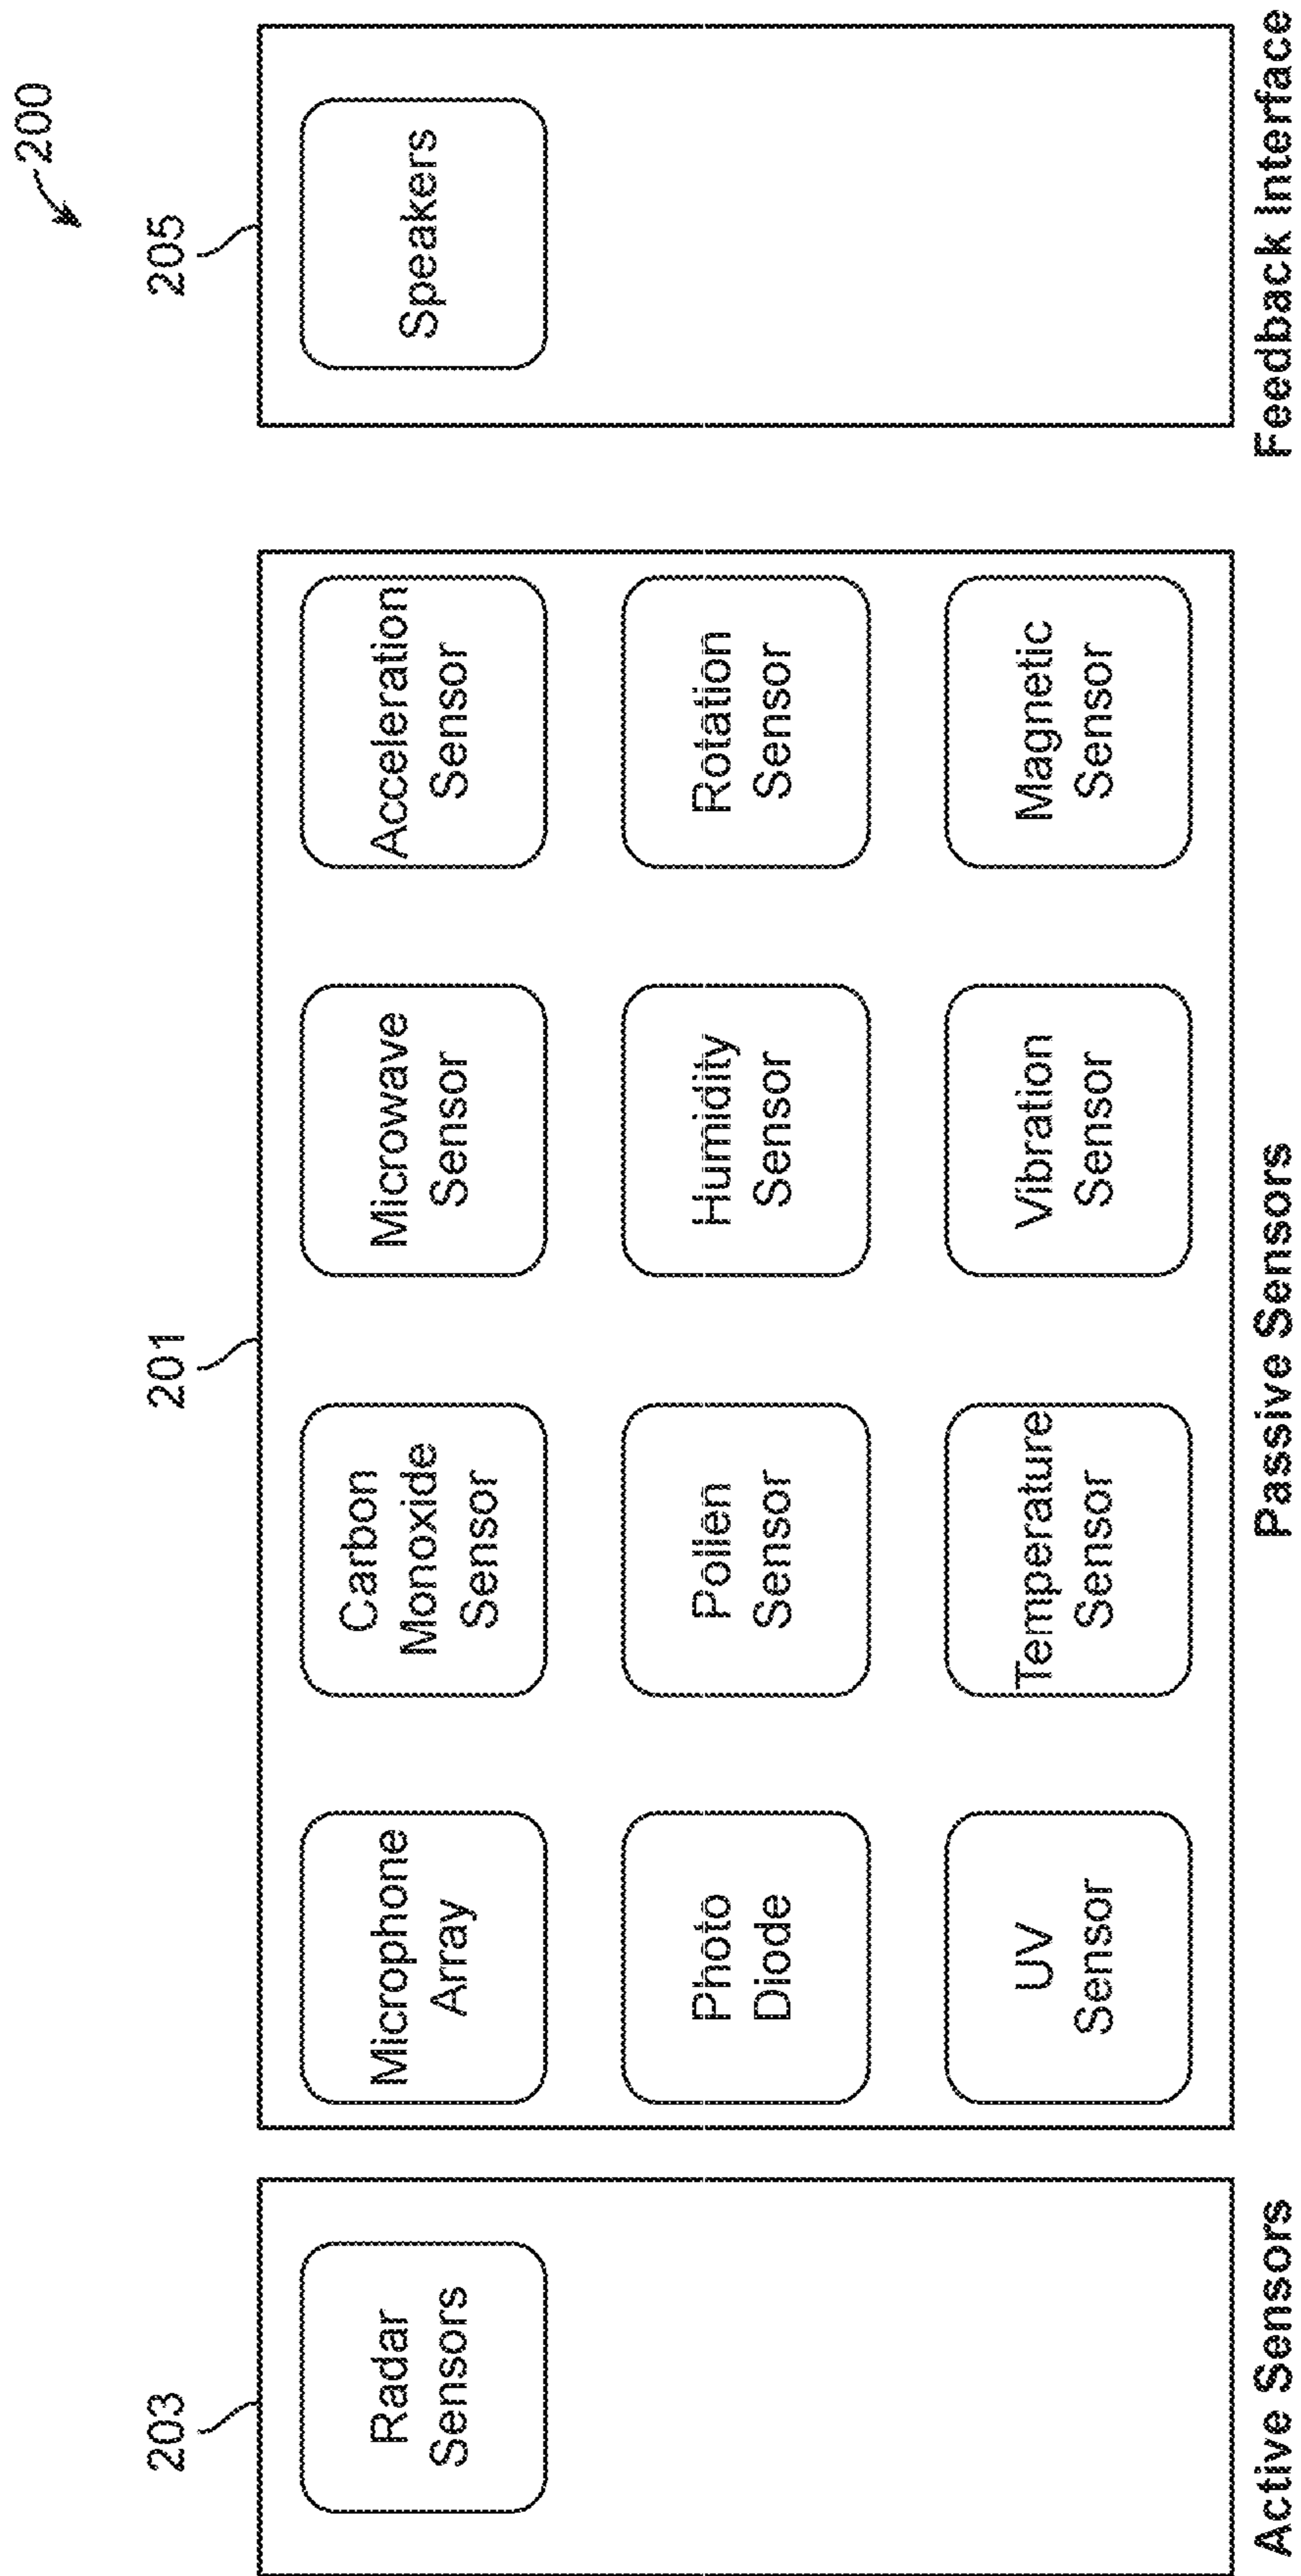 200
203
201
205
Radar
Sensors
Microphone
Array
Carbon
Monoxide
Sensor
Microwave
Sensor
Acceleration
Sensor
Photo
Diode
Pollen
Sensor
Humidity
Sensor
Rotation
Sensor
UV
Sensor
Temperature
Sensor
Vibration
Sensor
Magnetic
Sensor
Speakers
Active Sensors
Passive Sensors
Feedback Interface